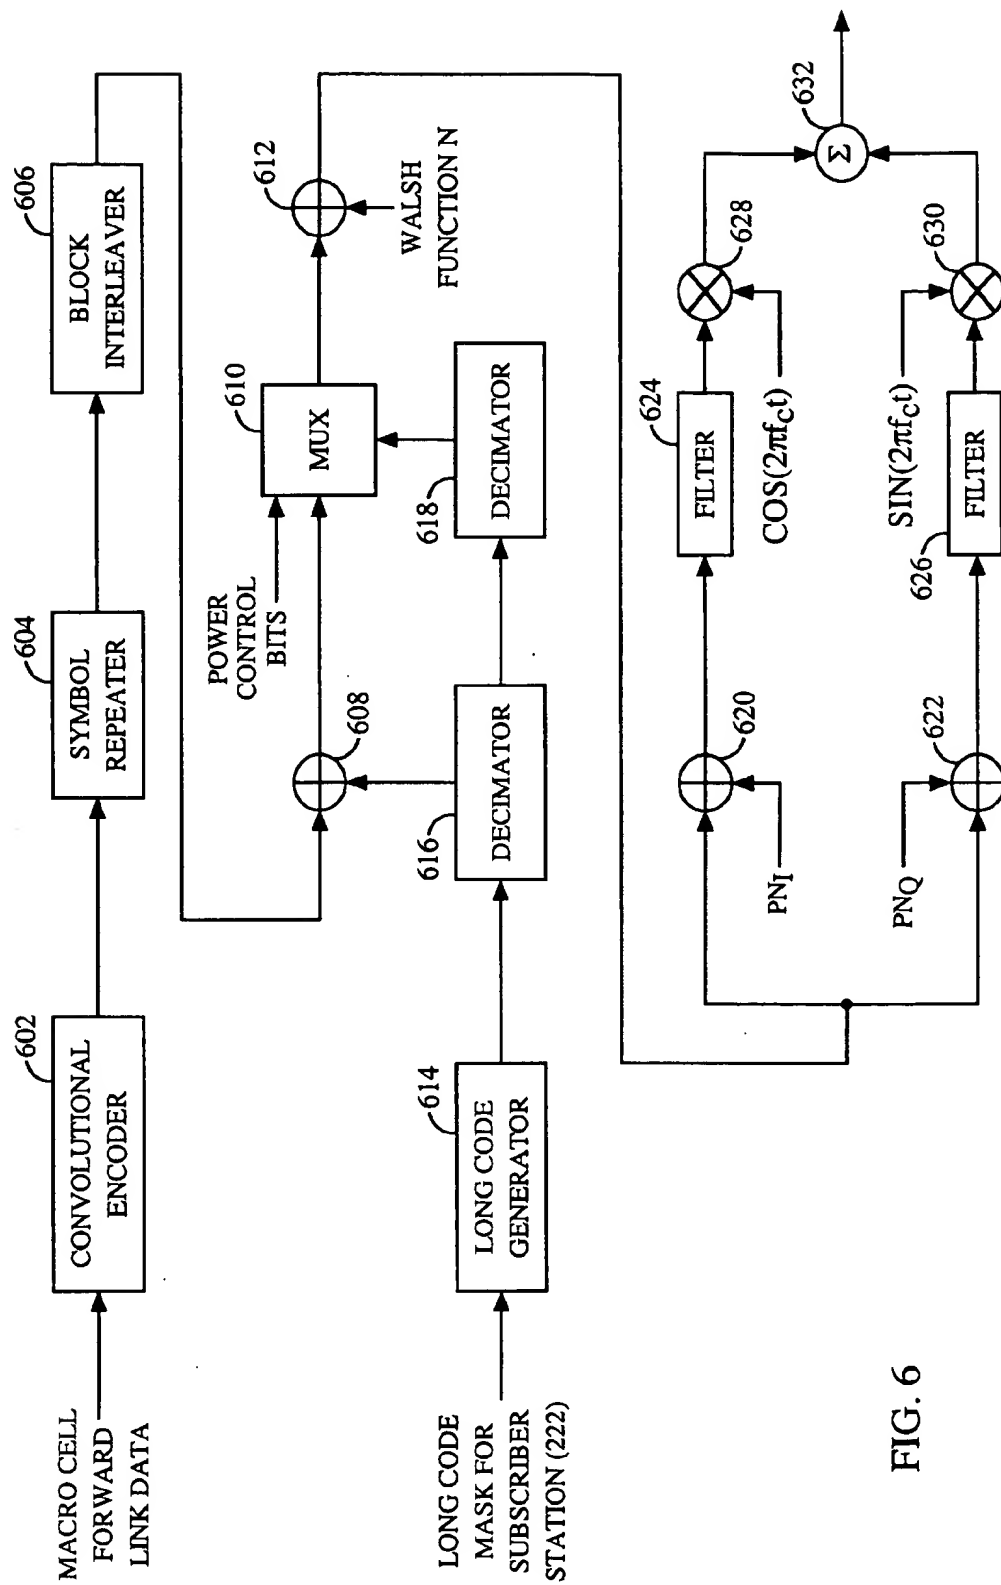 MACRO CELL
FORWARD
LINK DATA
602
CONVOLUTIONAL
ENCODER
604
SYMBOL
REPEATER
606
BLOCK
INTERLEAVER
608
POWER
CONTROL
BITS
610
MUX
612
WALSH
FUNCTION N
LONG CODE
MASK FOR
SUBSCRIBER
STATION (222)
614
LONG CODE
GENERATOR
616
DECIMATOR
618
DECIMATOR
PN_I
620
624
FILTER
COS(2πf_ct)
628
PN_Q
622
626
FILTER
SIN(2πf_ct)
630
Σ
632
FIG. 6